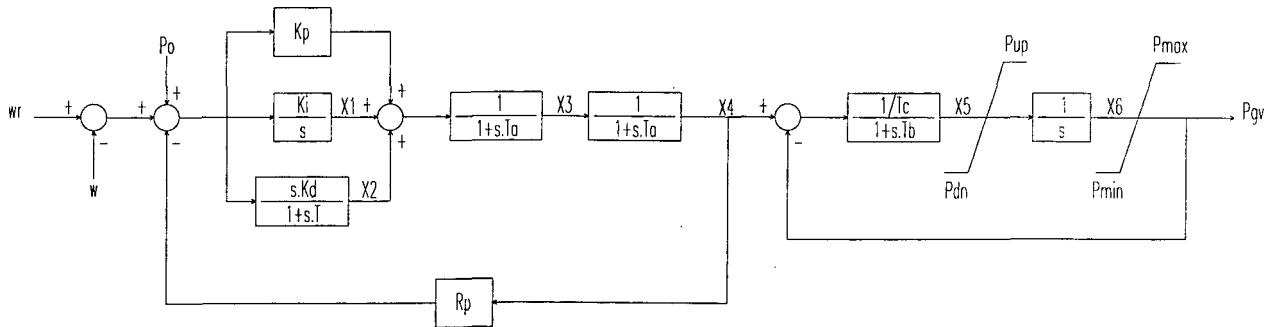 Kp
Po
Pup
Pmax
+
+
wr
+
-
+
-
Ki
s
X1
+
+
1
1+s.Ta
X3
1
1+s.Ta
X4
+
-
1/Tc
1+s.Tb
X5
1
s
X6
Pgv
w
s.Kd
1+s.T
X2
Pdn
Pmin
Rp